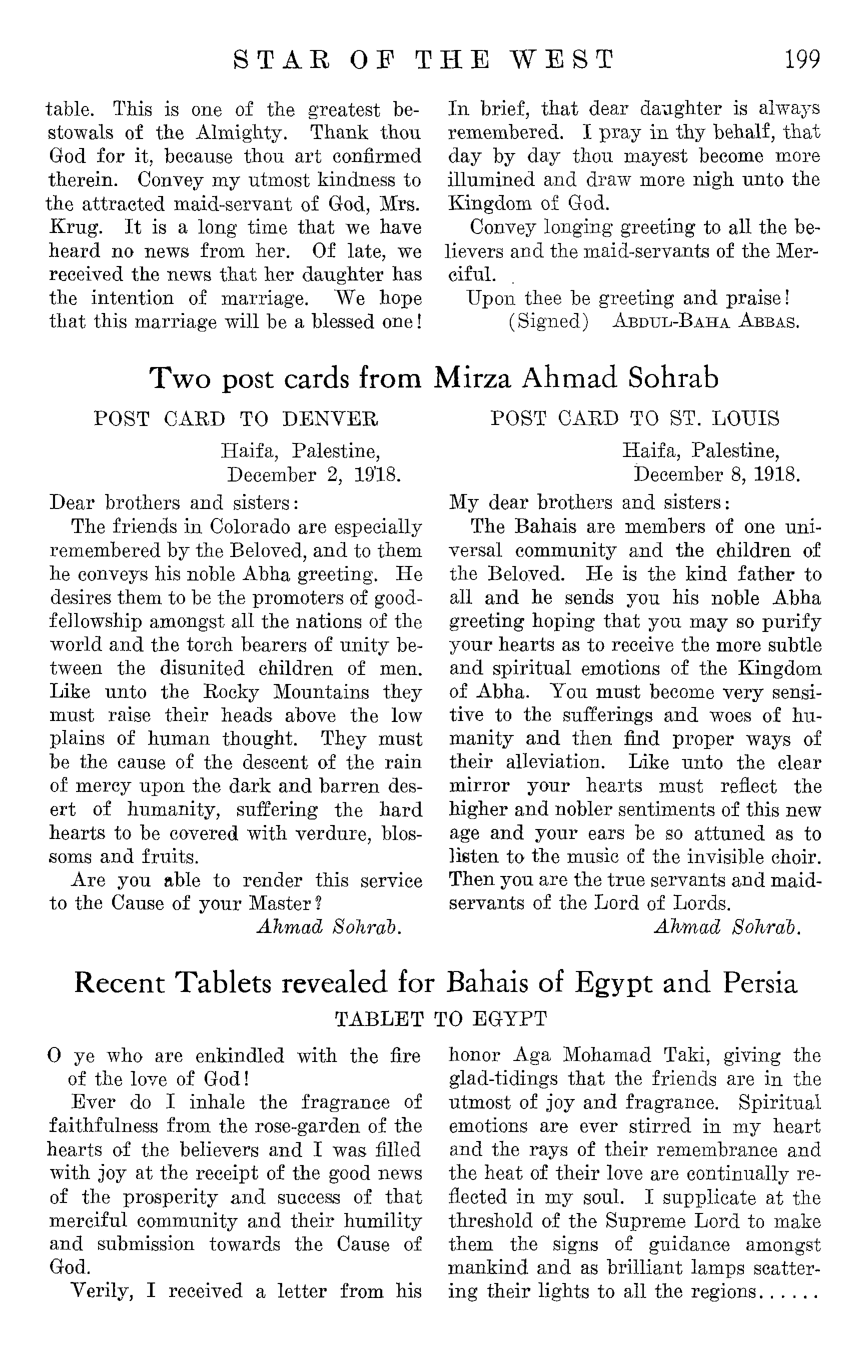 STAR OF THE WEST 199
table. This is one of the greatest be-
stowals of the Almighty. Thank thou
God for it, because thou art confirmed
therein. Convey my utmost kindness to
the attracted maid-servant of God, Mrs.
Krug. It is a long time that we have
heard no news from her. Of late, we
received the news that her daughter has
the intention of marriage. We hope
that this marriage will be a blessed one!
In brief, that dear daughter is always
remembered. I pray in thy behalf, that
day by day thou mayest become more
illumined and draw more nigh unto the
Kingdom of God.
Convey longing greeting to all the be-
lievers and the maid-servants of the Mer-
ciful.
Upon thee be greeting and praise!
(Signed) ABDUL-BAHA ABBAS.
Two post cards from Mirza Ahmad Sohrab
POST CARD TO DENVER
Haifa, Palestine,
December 2, 1918.
Dear brothers and sisters:
The friends in Colorado are especially
remembered by the Beloved, and to them
he conveys his noble Abha greeting. He
desires them to be the promoters of good-
fellowship amongst all the nations of the
world and the torch bearers of unity be-
tween the disunited children of men.
Like unto the Rocky Mountains they
must raise their heads above the low
plains of human thought. They must
be the cause of the descent of the rain
of mercy upon the dark and barren des-
ert of humanity, suffering the hard
hearts to be covered with verdure, blos-
soms and fruits.
Are you able to render this service
to the Cause of your Master?
Ahmad Sohrab.
POST CARD TO ST. LOUIS
Haifa, Palestine,
December 8, 1918.
My dear brothers and sisters:
The Bahais are members of one uni-
versal community and the children of
the Beloved. He is the kind father to
all and he sends you his noble Abha
greeting hoping that you may so purify
your hearts as to receive the more subtle
and spiritual emotions of the Kingdom
of Abha. You must become very sensi-
tive to the sufferings and woes of hu-
manity and then find proper ways of
their alleviation. Like unto the clear
mirror your hearts must reflect the
higher and nobler sentiments of this new
age and your ears be so attuned as to
listen to the music of the invisible choir.
Then you are the true servants and maid-
servants of the Lord of Lords.
Ahmad Sohrab.
Recent Tablets revealed for Bahais of Egypt and Persia
TABLET TO EGYPT
O ye who are enkindled with the fire
of the love of God!
Ever do I inhale the fragrance of
faithfulness from the rose-garden of the
hearts of the believers and I was filled
with joy at the receipt of the good news
of the prosperity and success of that
merciful community and their humility
and submission towards the Cause of
God.
Verily, I received a letter from his
honor Aga Mohamad Taki, giving the
glad-tidings that the friends are in the
utmost of joy and fragrance. Spiritual
emotions are ever stirred in my heart
and the rays of their remembrance and
the heat of their love are continually re-
flected in my soul. I supplicate at the
threshold of the Supreme Lord to make
them the signs of guidance amongst
mankind and as brilliant lamps scatter-
ing their lights to all the regions......